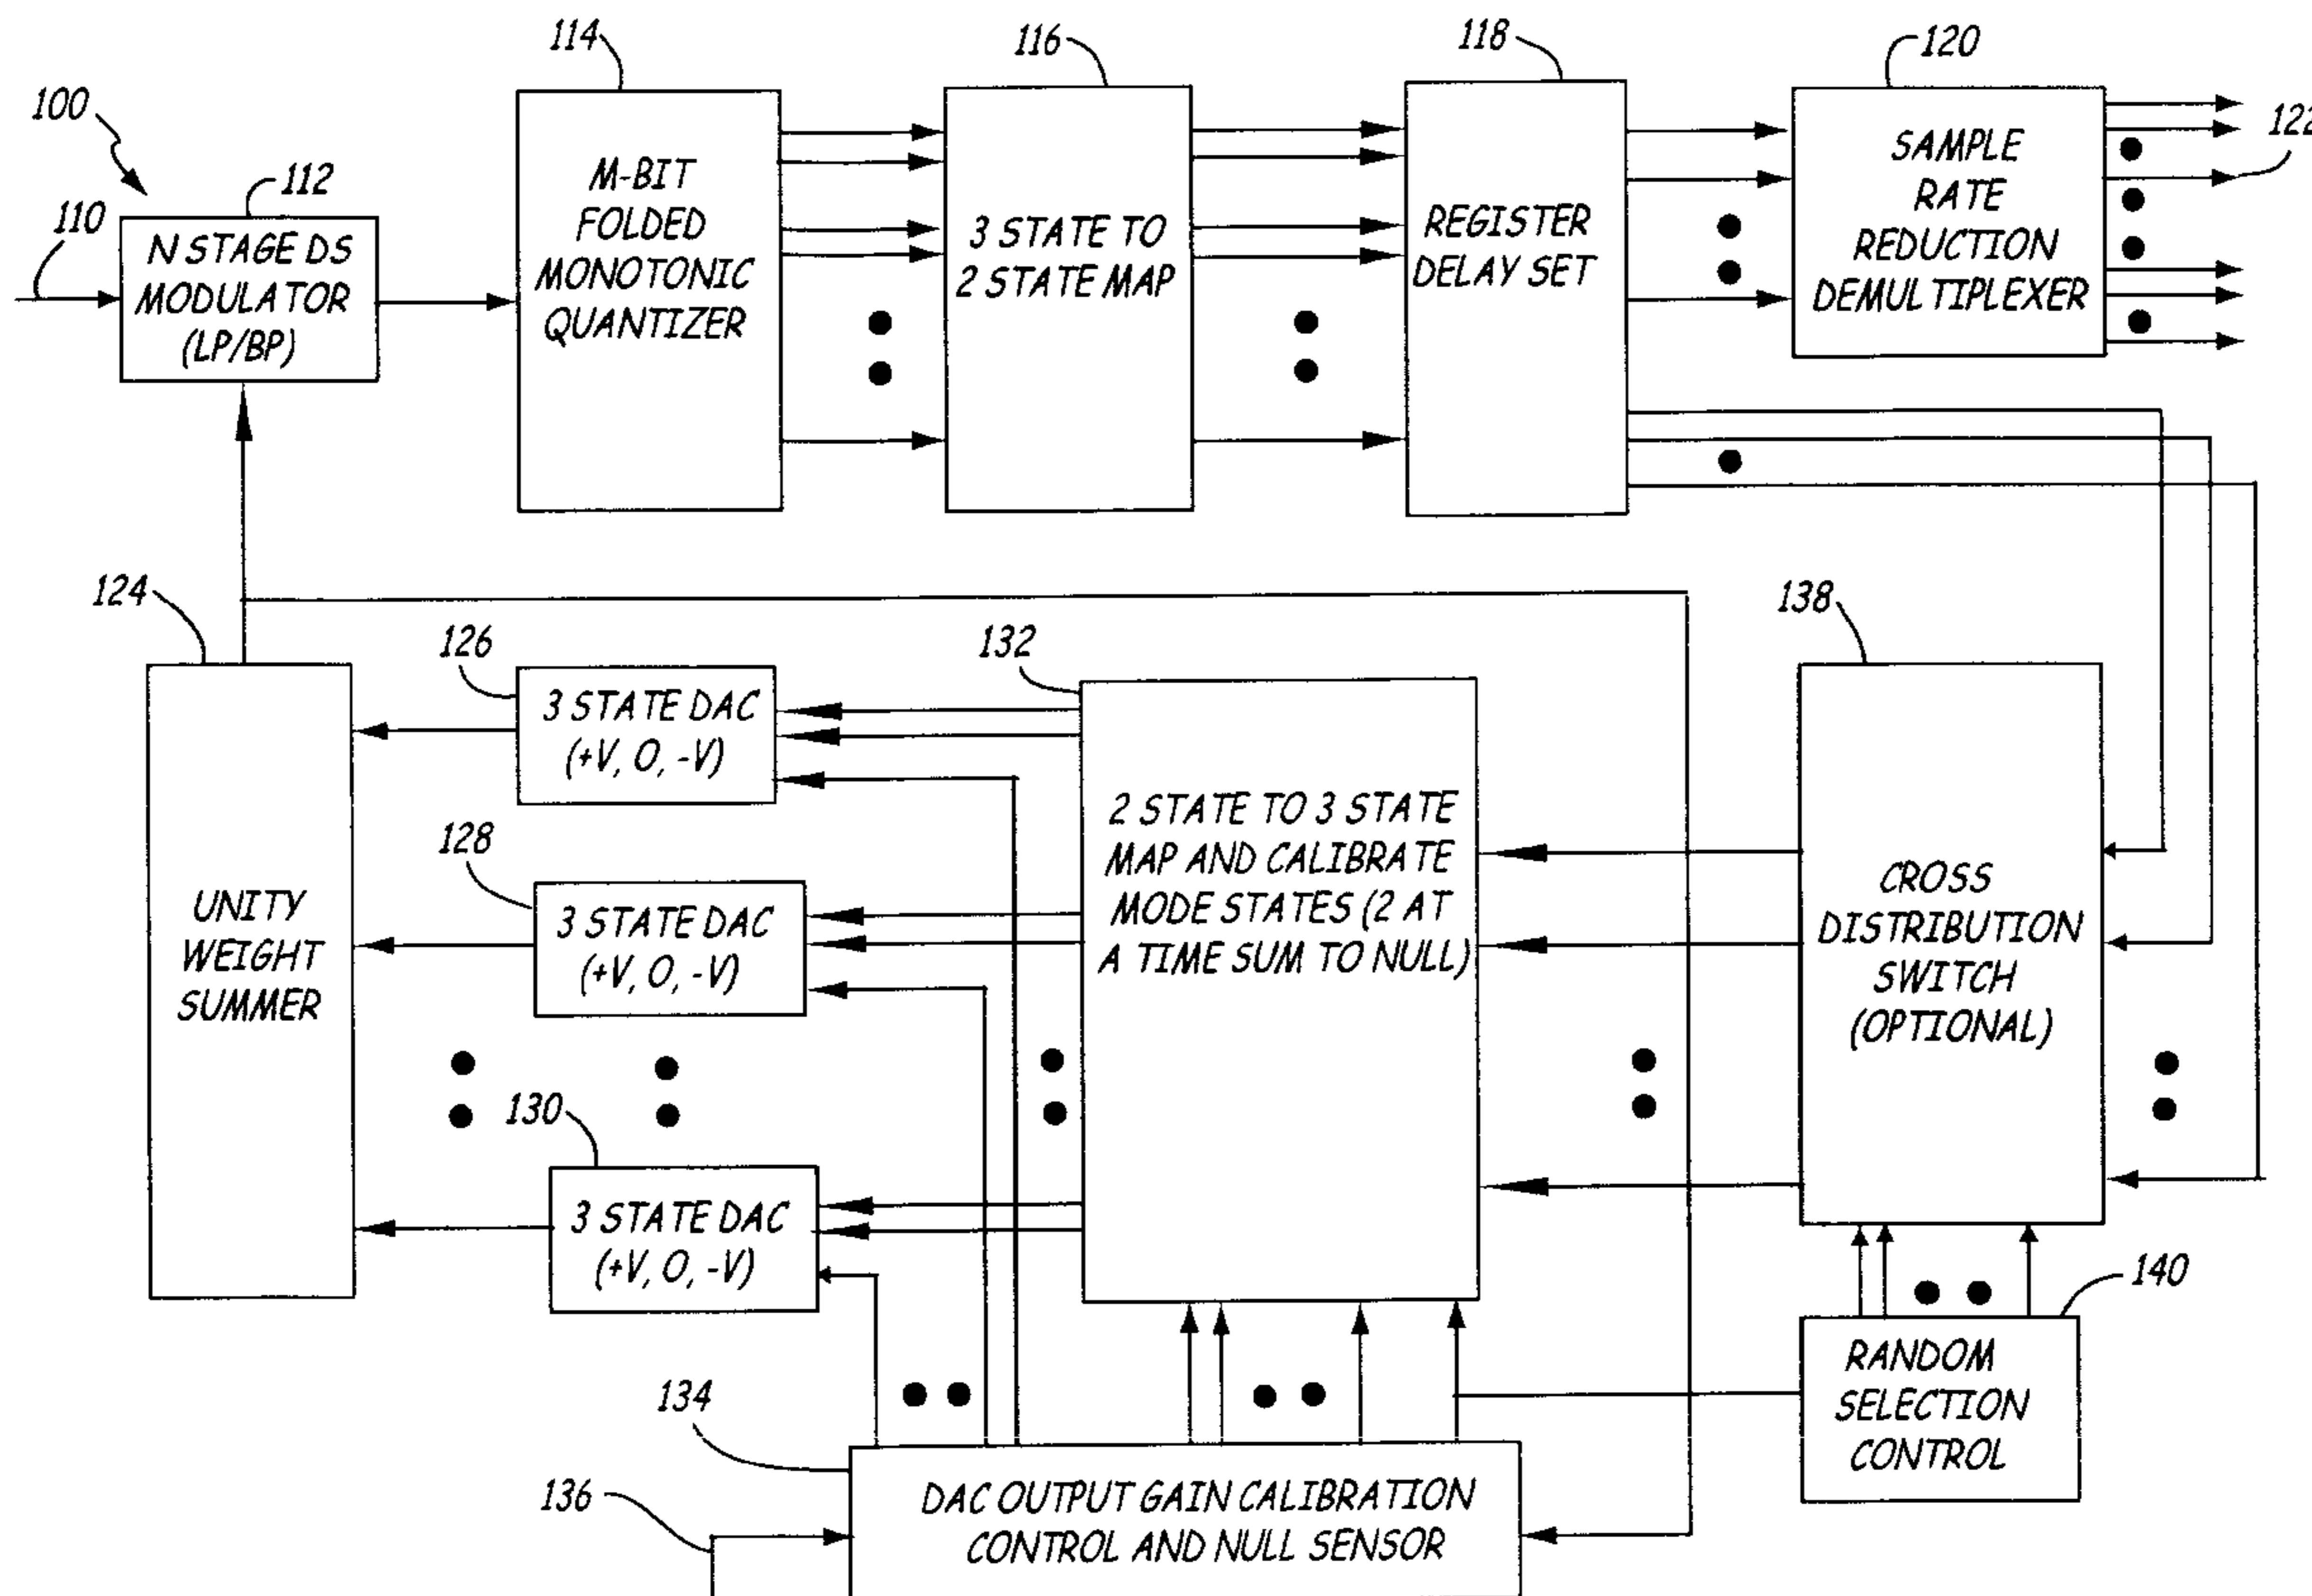 114
116
118
120
100
122
112
110
N STAGE DS
MODULATOR
(LP/BP)
M-BIT
FOLDED
MONOTONIC
QUANTIZER
3 STATE TO
2 STATE MAP
REGISTER
DELAY SET
SAMPLE
RATE
REDUCTION
DEMULTIPLEXER
124
126
132
138
UNITY
WEIGHT
SUMMER
3 STATE DAC
(+V, O, -V)
128
3 STATE DAC
(+V, O, -V)
130
3 STATE DAC
(+V, O, -V)
2 STATE TO 3 STATE
MAP AND CALIBRATE
MODE STATES (2 AT
A TIME SUM TO NULL)
CROSS
DISTRIBUTION
SWITCH
(OPTIONAL)
140
RANDOM
SELECTION
CONTROL
134
136
DAC OUTPUT GAIN CALIBRATION
CONTROL AND NULL SENSOR